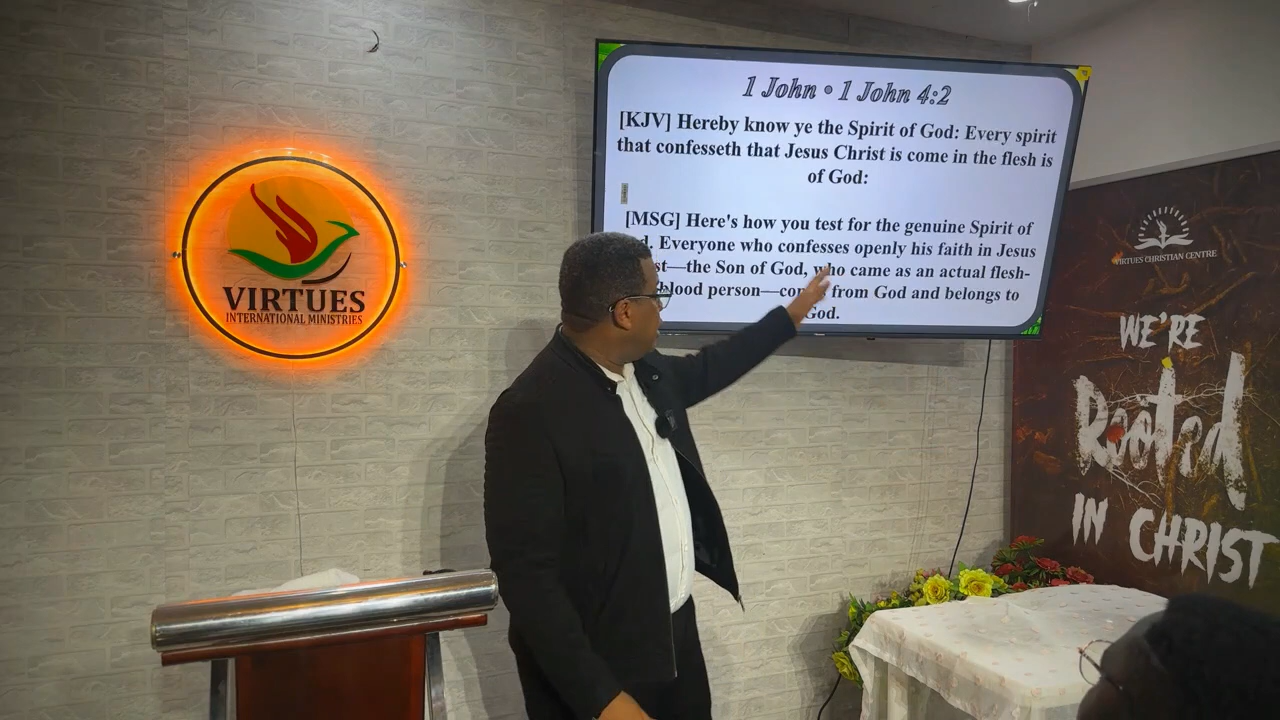 VIRTUES
INTERNATIONAL MINISTRIES
1 John • 1 John 4:2
[KJV] Hereby know ye the Spirit of God: Every spirit
that confesseth that Jesus Christ is come in the flesh is
of God:
[MSG] Here's how you test for the genuine Spirit of
Everyone who confesses openly his faith in Jesus
—the Son of God, who came as an actual flesh-
blood person— from God and belongs to
God.
VIRTUES CHRISTIAN CENTRE
WE'RE
Rooted
IN CHRIST